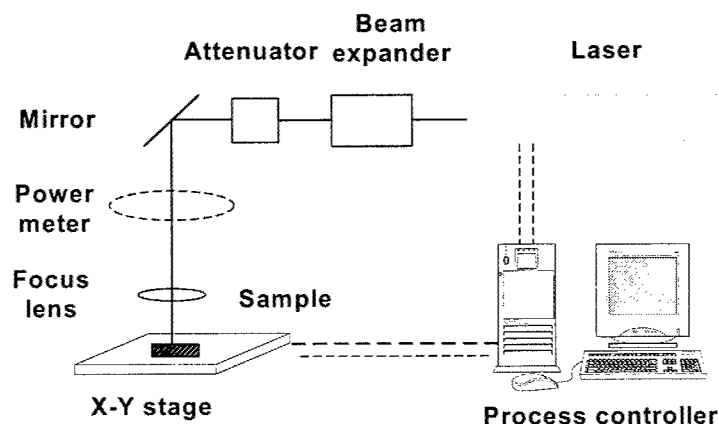 Beam
Attenuator expander
Laser
Mirror
Power
meter
Focus
lens
Sample
X-Y stage
Process controller